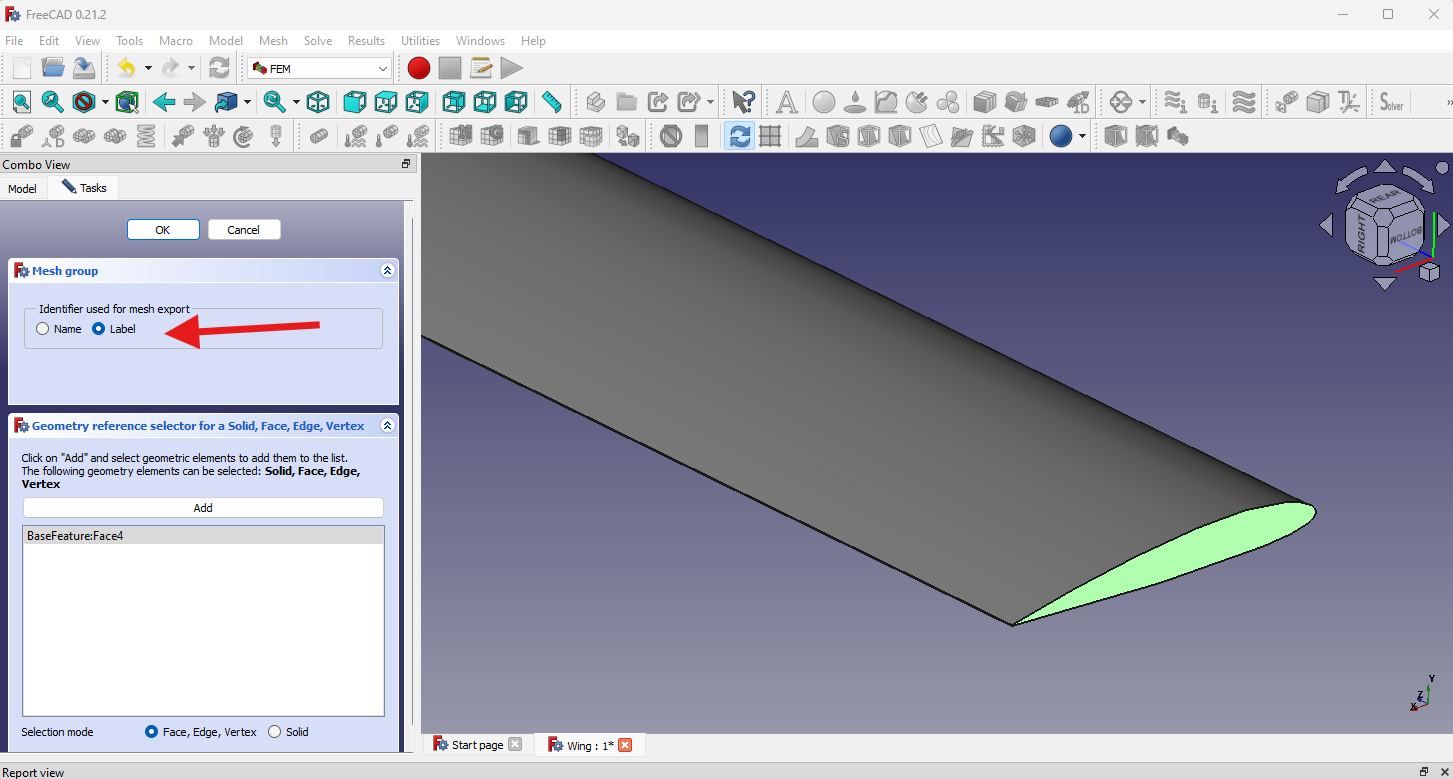 FreeCAD 0.21.2
File Edit View Tools Macro Model Mesh Solve Results Utilities Windows Help
FEM
Solver
Combo View
Model Tasks
OK Cancel
Mesh group
Identifier used for mesh export
Name Label
Geometry reference selector for a Solid, Face, Edge, Vertex
Click on "Add" and select geometric elements to add them to the list.
The following geometry elements can be selected: Solid, Face, Edge,
Vertex
Add
BaseFeature:Face4
Selection mode Face, Edge, Vertex Solid
REAR
RIGHT
BOTTOM
Y
Z
X
Start page Wing : 1*
Report view